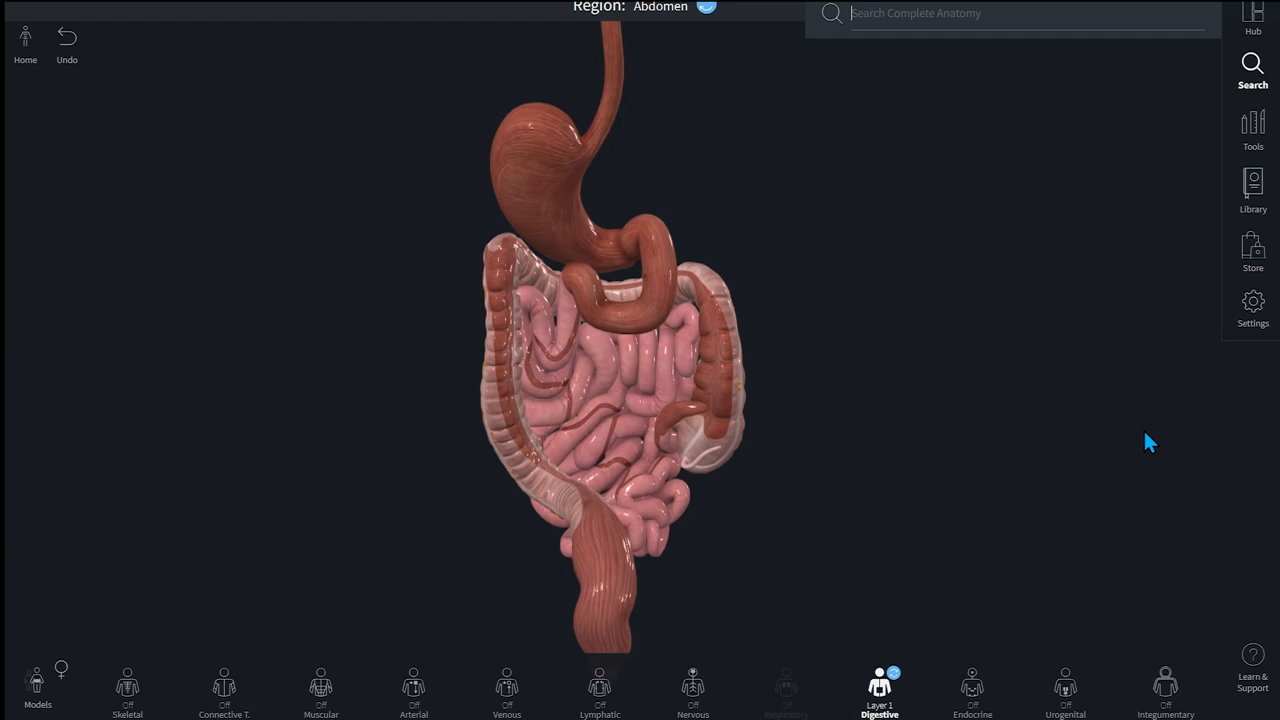 Region: Abdomen
Search Complete Anatomy
Home
Undo
Hub
Search
Tools
Library
Store
Settings
Learn &
Support
Models
Off
Skeletal
Off
Connective T.
Off
Muscular
Off
Arterial
Off
Venous
Off
Lymphatic
Off
Nervous
Off
Respiratory
Layer 1
Digestive
Off
Endocrine
Off
Urogenital
Off
Integumentary